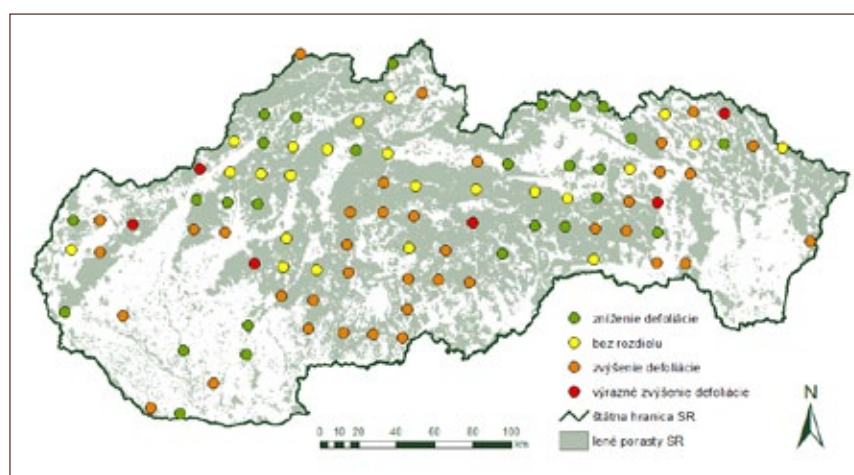 zníženie defoliácie
bez rozdielu
zvýšenie defoliácie
výrazné zvýšenie defoliácie
štátna hranica SR
lené porasty SR
N
0 10 20 40 60 80 100
km